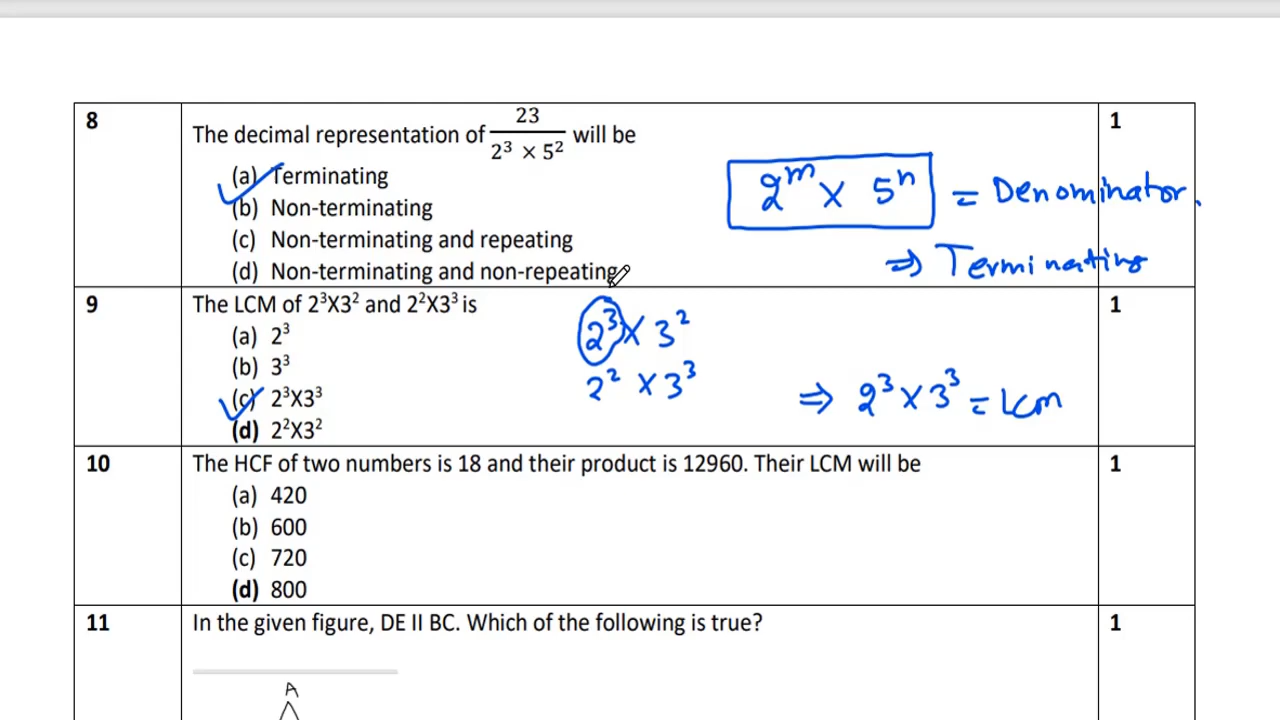 8
The decimal representation of 23 / 2³ × 5² will be
1
(a) Terminating
(b) Non-terminating
(c) Non-terminating and repeating
(d) Non-terminating and non-repeating
2ᵐ × 5ⁿ = Denominator.
⇒ Terminating
9
The LCM of 2³X3² and 2²X3³ is
1
(a) 2³
(b) 3³
(c) 2³X3³
(d) 2²X3²
2³ × 3²
2² × 3³
⇒ 2³ × 3³ = LCM
10
The HCF of two numbers is 18 and their product is 12960. Their LCM will be
1
(a) 420
(b) 600
(c) 720
(d) 800
11
In the given figure, DE II BC. Which of the following is true?
1
A